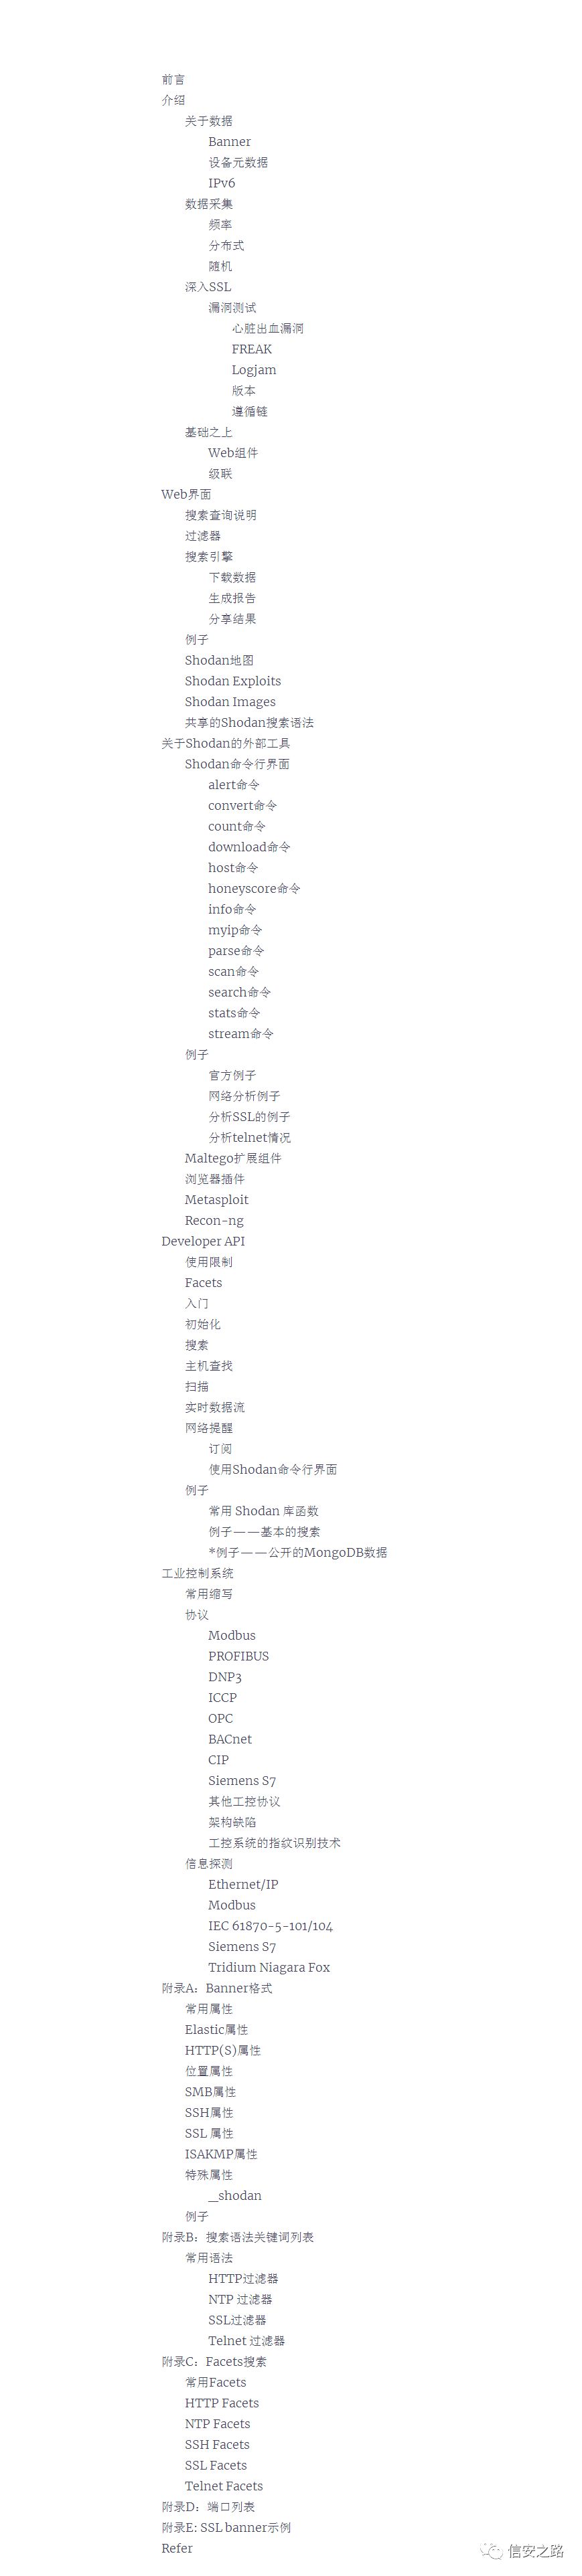 前言
介绍
关于数据
Banner
设备元数据
IPv6
数据采集
频率
分布式
随机
深入SSL
漏洞测试
心脏出血漏洞
FREAK
Logjam
版本
遵循链
基础之上
Web组件
级联
Web界面
搜索查询说明
过滤器
搜索引擎
下载数据
生成报告
分享结果
例子
Shodan地图
Shodan Exploits
Shodan Images
共享的Shodan搜索语法
关于Shodan的外部工具
Shodan命令行界面
alert命令
convert命令
count命令
download命令
host命令
honeyscore命令
info命令
myip命令
parse命令
scan命令
search命令
stats命令
stream命令
例子
官方例子
网络分析例子
分析SSL的例子
分析telnet情况
Maltego扩展组件
浏览器插件
Metasploit
Recon-ng
Developer API
使用限制
Facets
入门
初始化
搜索
主机查找
扫描
实时数据流
网络提醒
订阅
使用Shodan命令行界面
例子
常用 Shodan 库函数
例子——基本的搜索
*例子——公开的MongoDB数据
工业控制系统
常用缩写
协议
Modbus
PROFIBUS
DNP3
ICCP
OPC
BACnet
CIP
Siemens S7
其他工控协议
架构缺陷
工控系统的指纹识别技术
信息探测
Ethernet/IP
Modbus
IEC 61870-5-101/104
Siemens S7
Tridium Niagara Fox
附录A：Banner格式
常用属性
Elastic属性
HTTP(S)属性
位置属性
SMB属性
SSH属性
SSL 属性
ISAKMP属性
特殊属性
_shodan
例子
附录B：搜索语法关键词列表
常用语法
HTTP过滤器
NTP 过滤器
SSL过滤器
Telnet 过滤器
附录C：Facets搜索
常用Facets
HTTP Facets
NTP Facets
SSH Facets
SSL Facets
Telnet Facets
附录D：端口列表
附录E: SSL banner示例
Refer
信安之路